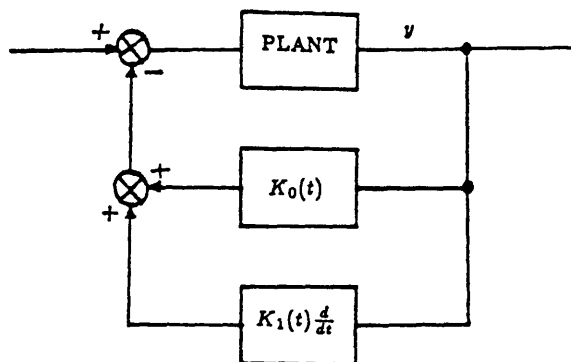 +
PLANT
y
−
+
K₀(t)
+
K₁(t) d/dt